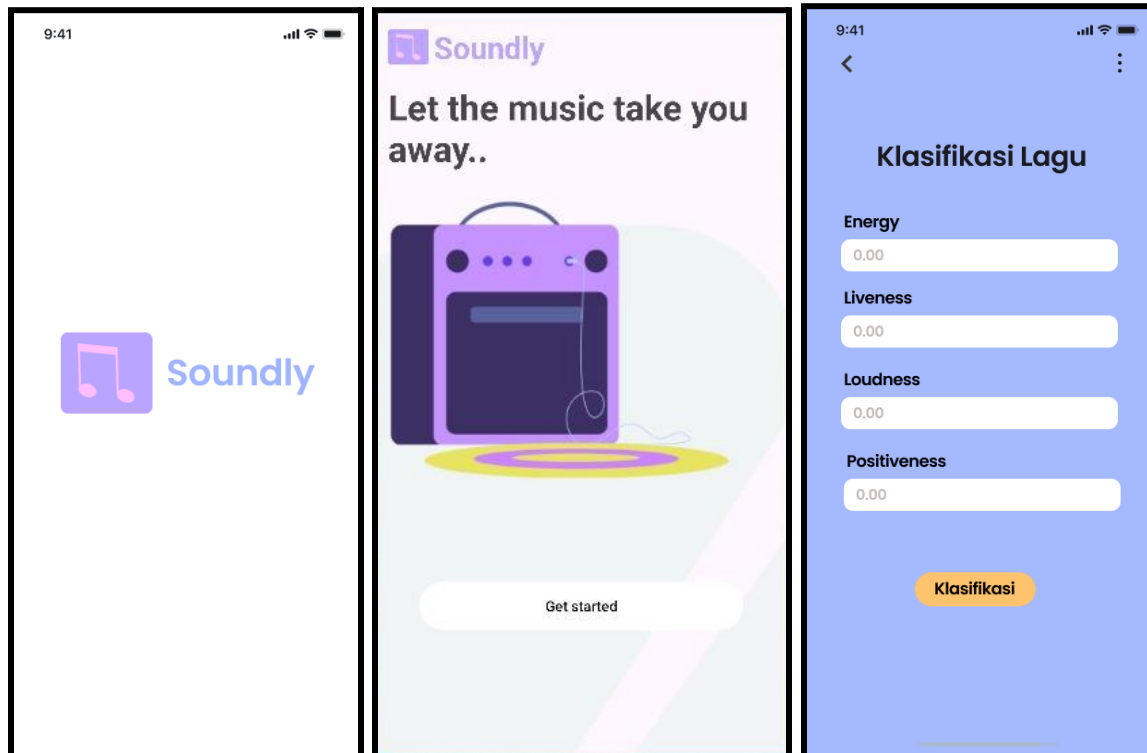 9:41
Soundly
Soundly
Let the music take you
away..
Get started
9:41
Klasifikasi Lagu
Energy
0.00
Liveness
0.00
Loudness
0.00
Positiveness
0.00
Klasifikasi